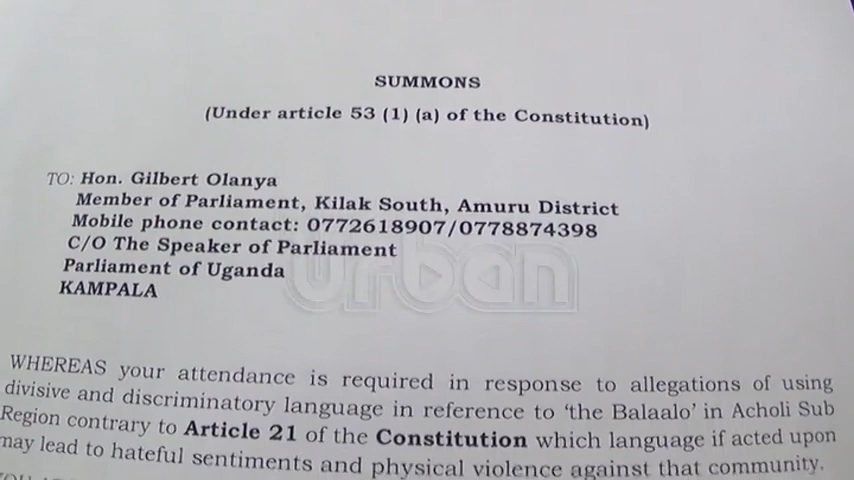 SUMMONS
(Under article 53 (1) (a) of the Constitution)
TO: Hon. Gilbert Olanya
Member of Parliament, Kilak South, Amuru District
Mobile phone contact: 0772618907/0778874398
C/O The Speaker of Parliament
Parliament of Uganda
KAMPALA
urban
WHEREAS your attendance is required in response to allegations of using
divisive and discriminatory language in reference to ‘the Balaalo’ in Acholi Sub
Region contrary to Article 21 of the Constitution which language if acted upon
may lead to hateful sentiments and physical violence against that community.